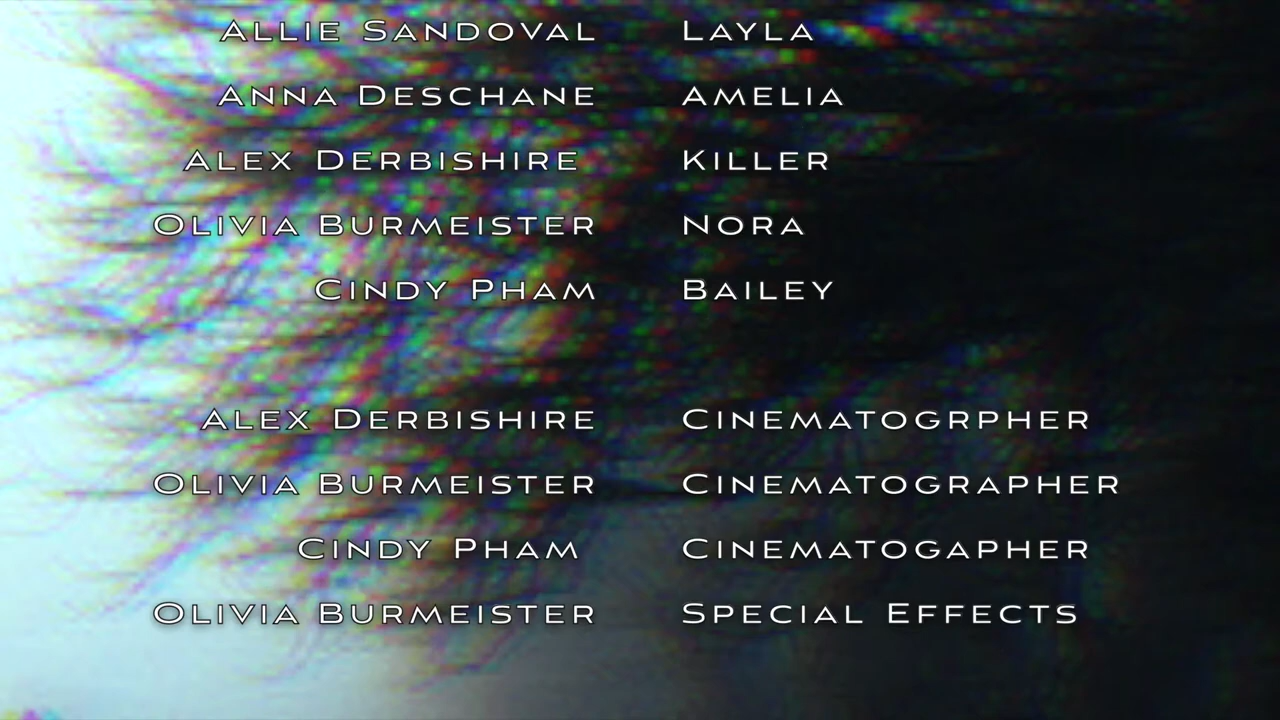 Allie Sandoval Layla
Anna Deschane Amelia
Alex Derbishire Killer
Olivia Burmeister Nora
Cindy Pham Bailey
Alex Derbishire Cinematogrpher
Olivia Burmeister Cinematographer
Cindy Pham Cinematogapher
Olivia Burmeister Special Effects